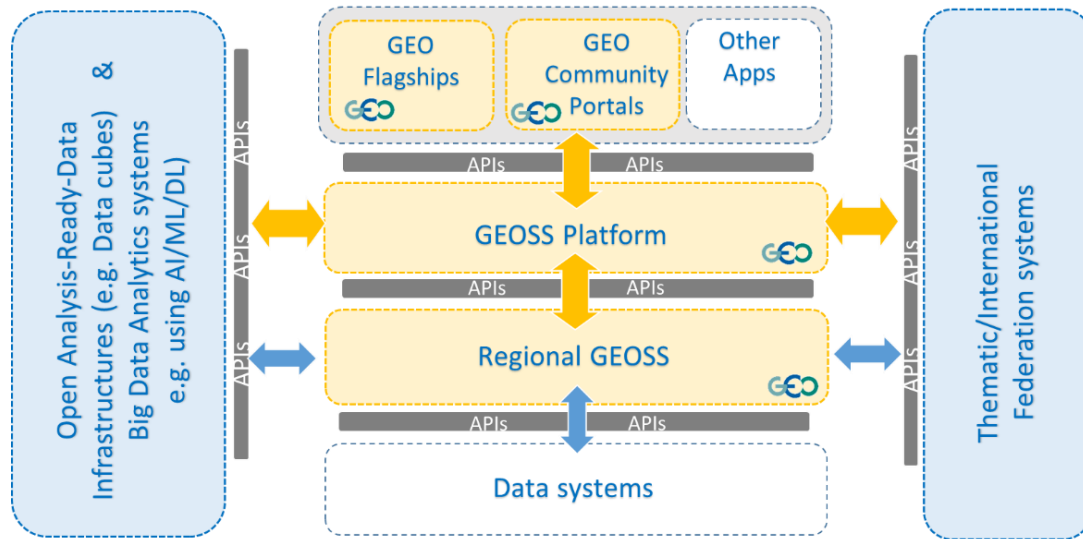 Open Analysis-Ready-Data &
Infrastructures (e.g. Data cubes)
Big Data Analytics systems
e.g. using AI/ML/DL)
APIs
APIs
APIs
GEO
Flagships
GEO
GEO
Community
Portals
GEO
Other
Apps
APIs APIs
GEOSS Platform
GEO
APIs APIs
Regional GEOSS
GEO
APIs APIs
Data systems
APIs
APIs
APIs
Thematic/International
Federation systems